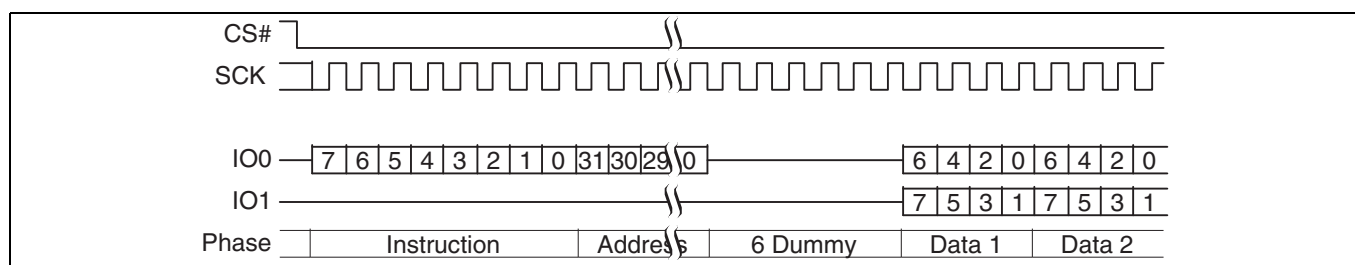 CS#
SCK
IO0 7 6 5 4 3 2 1 0 31 30 29 0 6 4 2 0 6 4 2 0
IO1 7 5 3 1 7 5 3 1
Phase Instruction Address 6 Dummy Data 1 Data 2